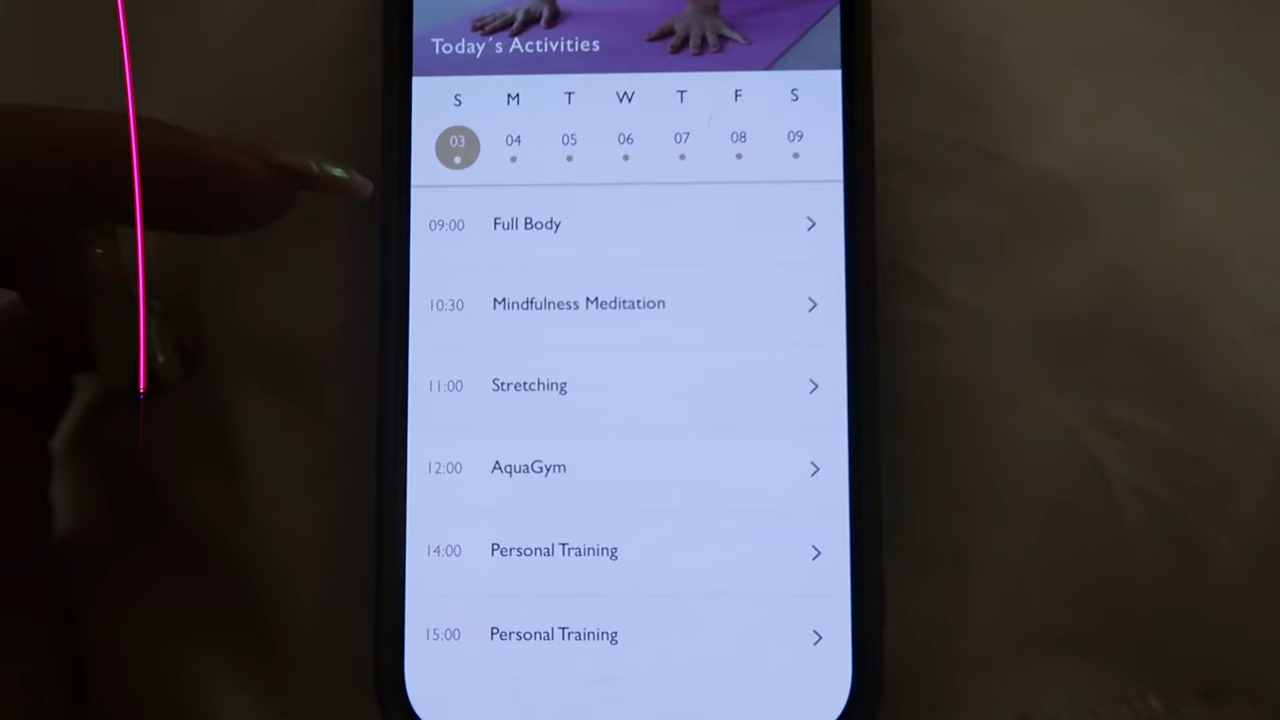 Today´s Activities
S M T W T F S
03 04 05 06 07 08 09
09:00 Full Body
10:30 Mindfulness Meditation
11:00 Stretching
12:00 AquaGym
14:00 Personal Training
15:00 Personal Training